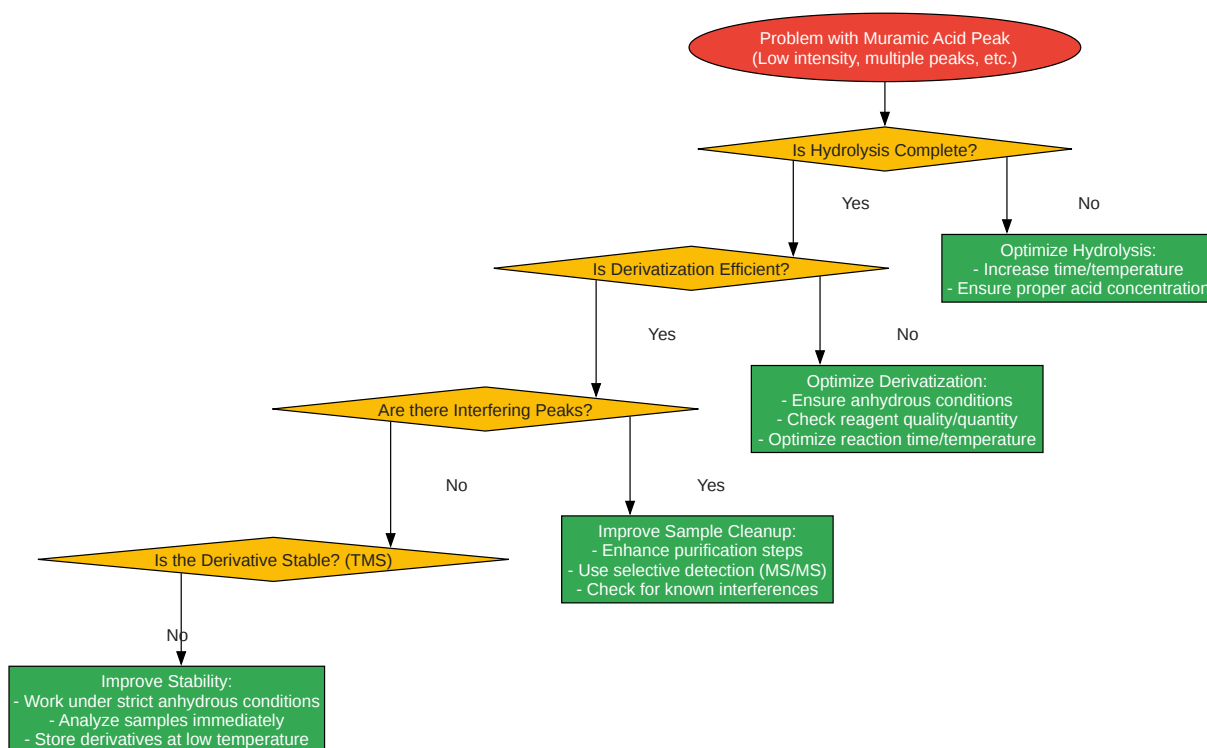 Problem with Muramic Acid Peak
(Low intensity, multiple peaks, etc.)
Is Hydrolysis Complete?
Yes
No
Optimize Hydrolysis:
- Increase time/temperature
- Ensure proper acid concentration
Is Derivatization Efficient?
Yes
No
Optimize Derivatization:
- Ensure anhydrous conditions
- Check reagent quality/quantity
- Optimize reaction time/temperature
Are there Interfering Peaks?
No
Yes
Improve Sample Cleanup:
- Enhance purification steps
- Use selective detection (MS/MS)
- Check for known interferences
Is the Derivative Stable? (TMS)
No
Improve Stability:
- Work under strict anhydrous conditions
- Analyze samples immediately
- Store derivatives at low temperature